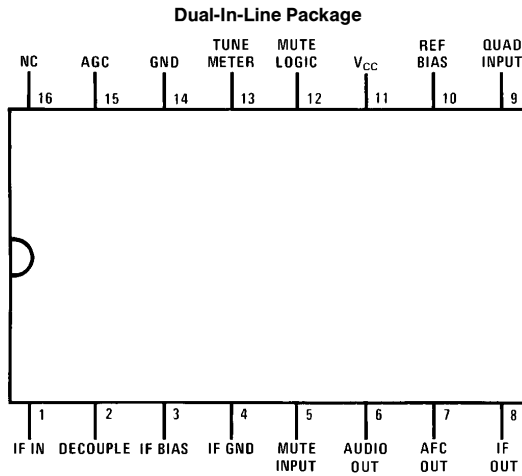 Dual-In-Line Package
NC AGC GND TUNE METER MUTE LOGIC VCC REF BIAS QUAD INPUT
16 15 14 13 12 11 10 9
1 2 3 4 5 6 7 8
IF IN DECOUPLE IF BIAS IF GND MUTE INPUT AUDIO OUT AFC OUT IF OUT